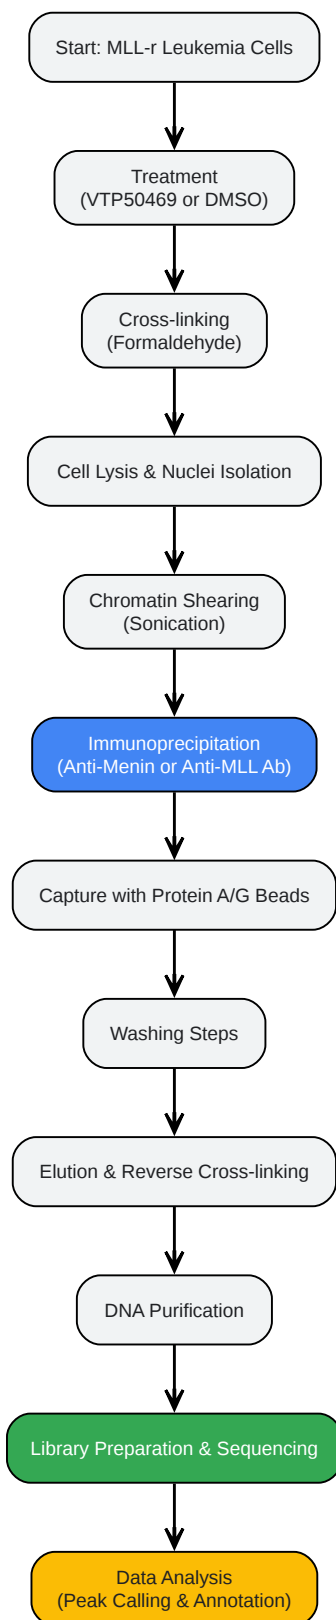 Start: MLL-r Leukemia Cells
Treatment
(VTP50469 or DMSO)
Cross-linking
(Formaldehyde)
Cell Lysis & Nuclei Isolation
Chromatin Shearing
(Sonication)
Immunoprecipitation
(Anti-Menin or Anti-MLL Ab)
Capture with Protein A/G Beads
Washing Steps
Elution & Reverse Cross-linking
DNA Purification
Library Preparation & Sequencing
Data Analysis
(Peak Calling & Annotation)